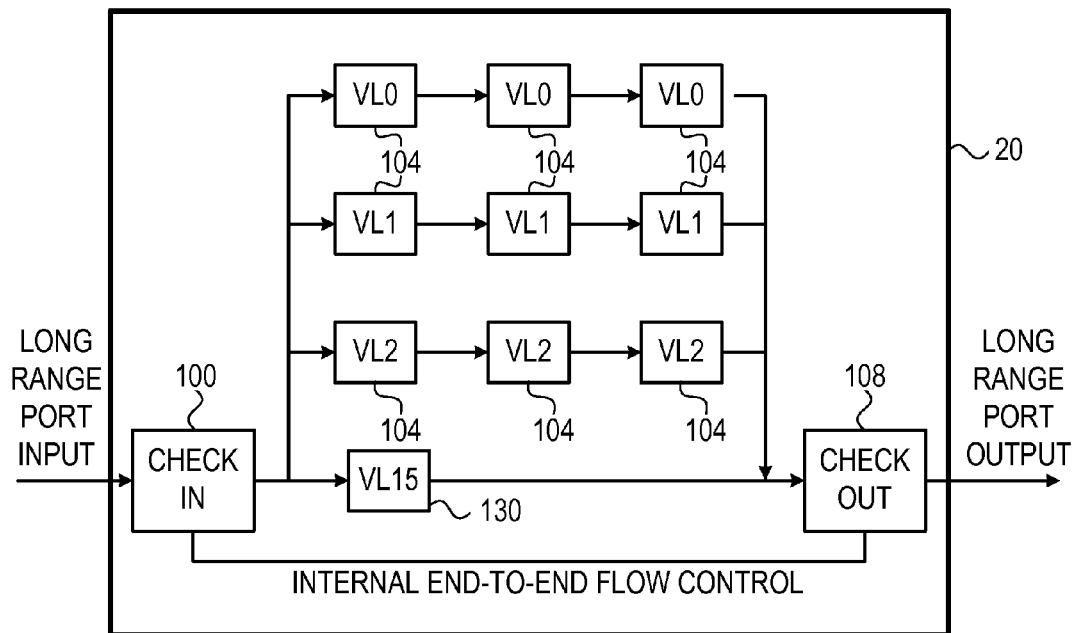 VL0 VL0 VL0
104 104 104
20
VL1 VL1 VL1
VL2 VL2 VL2
104 104 104
LONG
RANGE
PORT
INPUT
100
CHECK
IN
VL15
130
108
CHECK
OUT
LONG
RANGE
PORT
OUTPUT
INTERNAL END-TO-END FLOW CONTROL